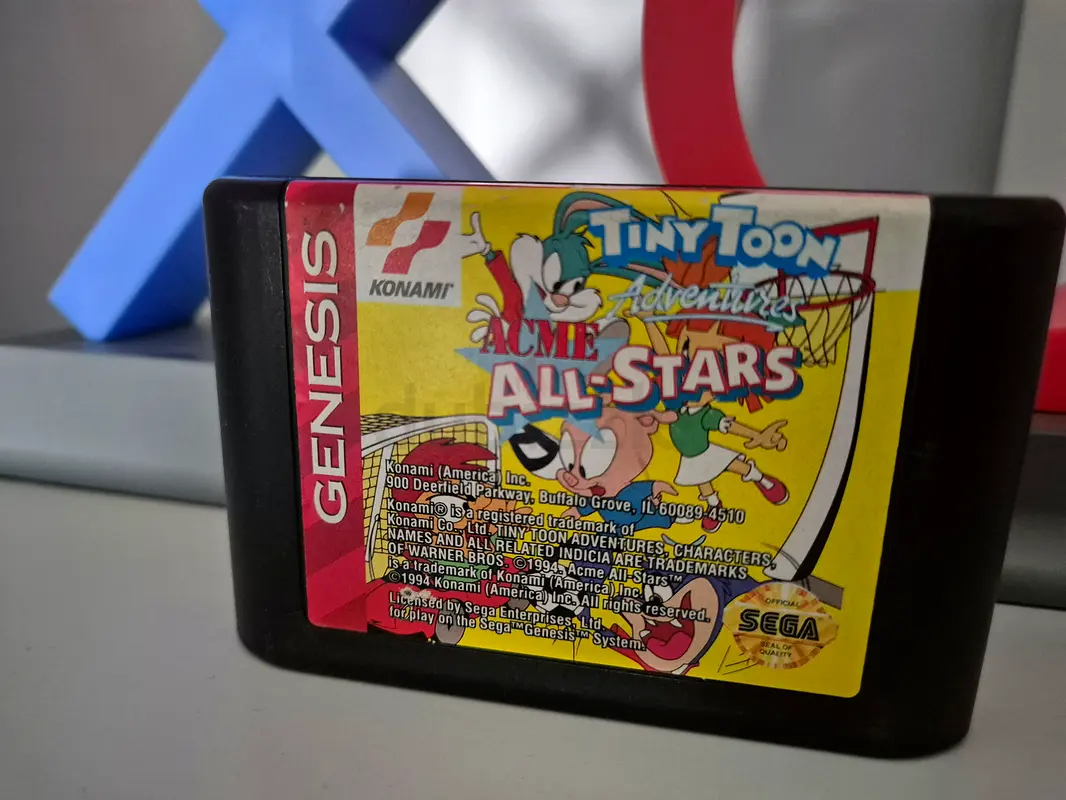 GENESIS
KONAMI
TINY TOON
Adventures
ACME
ALL-STARS
Konami (America) Inc.
900 Deerfield Parkway, Buffalo Grove, IL 60089-4510
Konami® is a registered trademark of
Konami Co., Ltd. TINY TOON ADVENTURES, CHARACTERS,
NAMES AND ALL RELATED INDICIA ARE TRADEMARKS
OF WARNER BROS. ©1994. Acme All-Stars™
is a trademark of Konami (America) Inc.
©1994 Konami (America) Inc. All rights reserved.
Licensed by Sega Enterprises, Ltd.
for play on the Sega™ Genesis™ System.
OFFICIAL
SEGA
SEAL OF
QUALITY